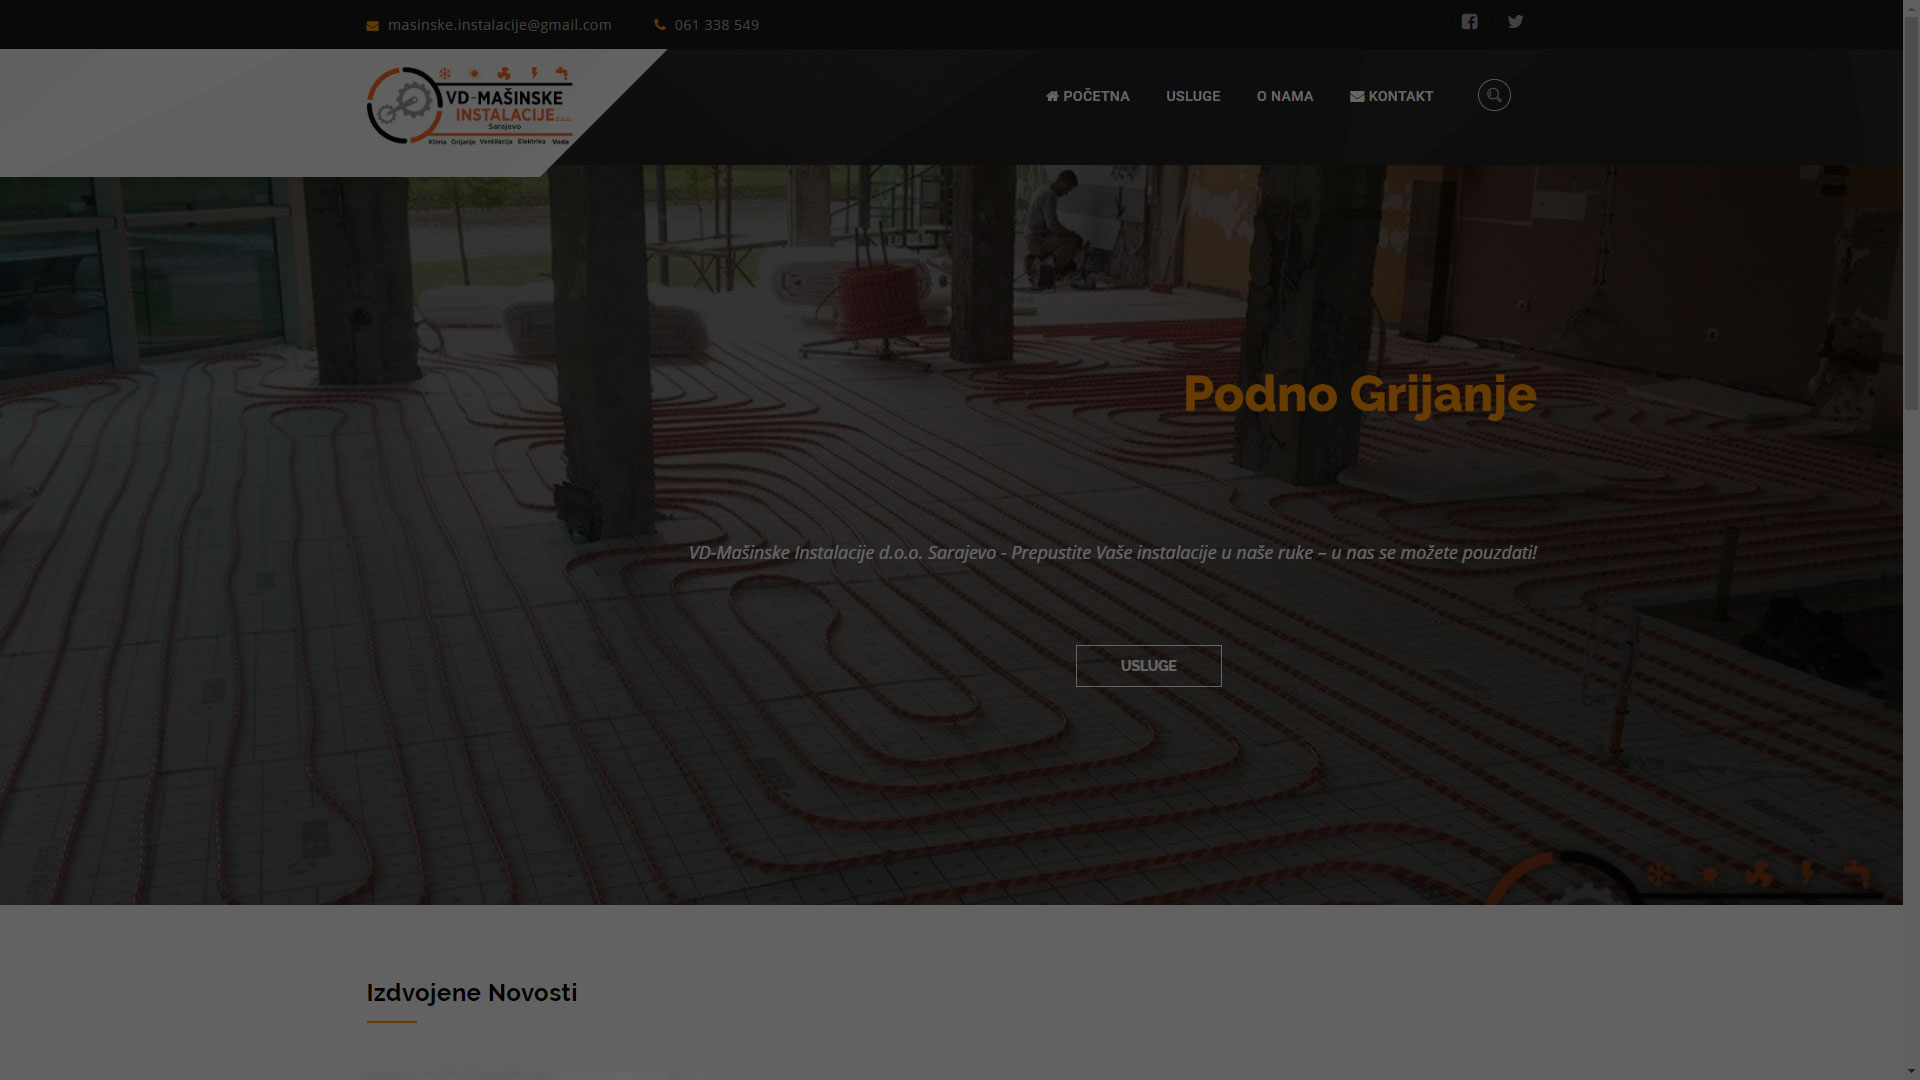 masinske.instalacije@gmail.com 061 338 549
VD-MAŠINSKE
INSTALACIJE d.o.o.
Sarajevo
Klima Grijanje Ventilacija Elektrika Voda
POČETNA USLUGE O NAMA KONTAKT
Podno Grijanje
VD-Mašinske Instalacije d.o.o. Sarajevo - Prepustite Vaše instalacije u naše ruke – u nas se možete pouzdati!
USLUGE
Izdvojene Novosti